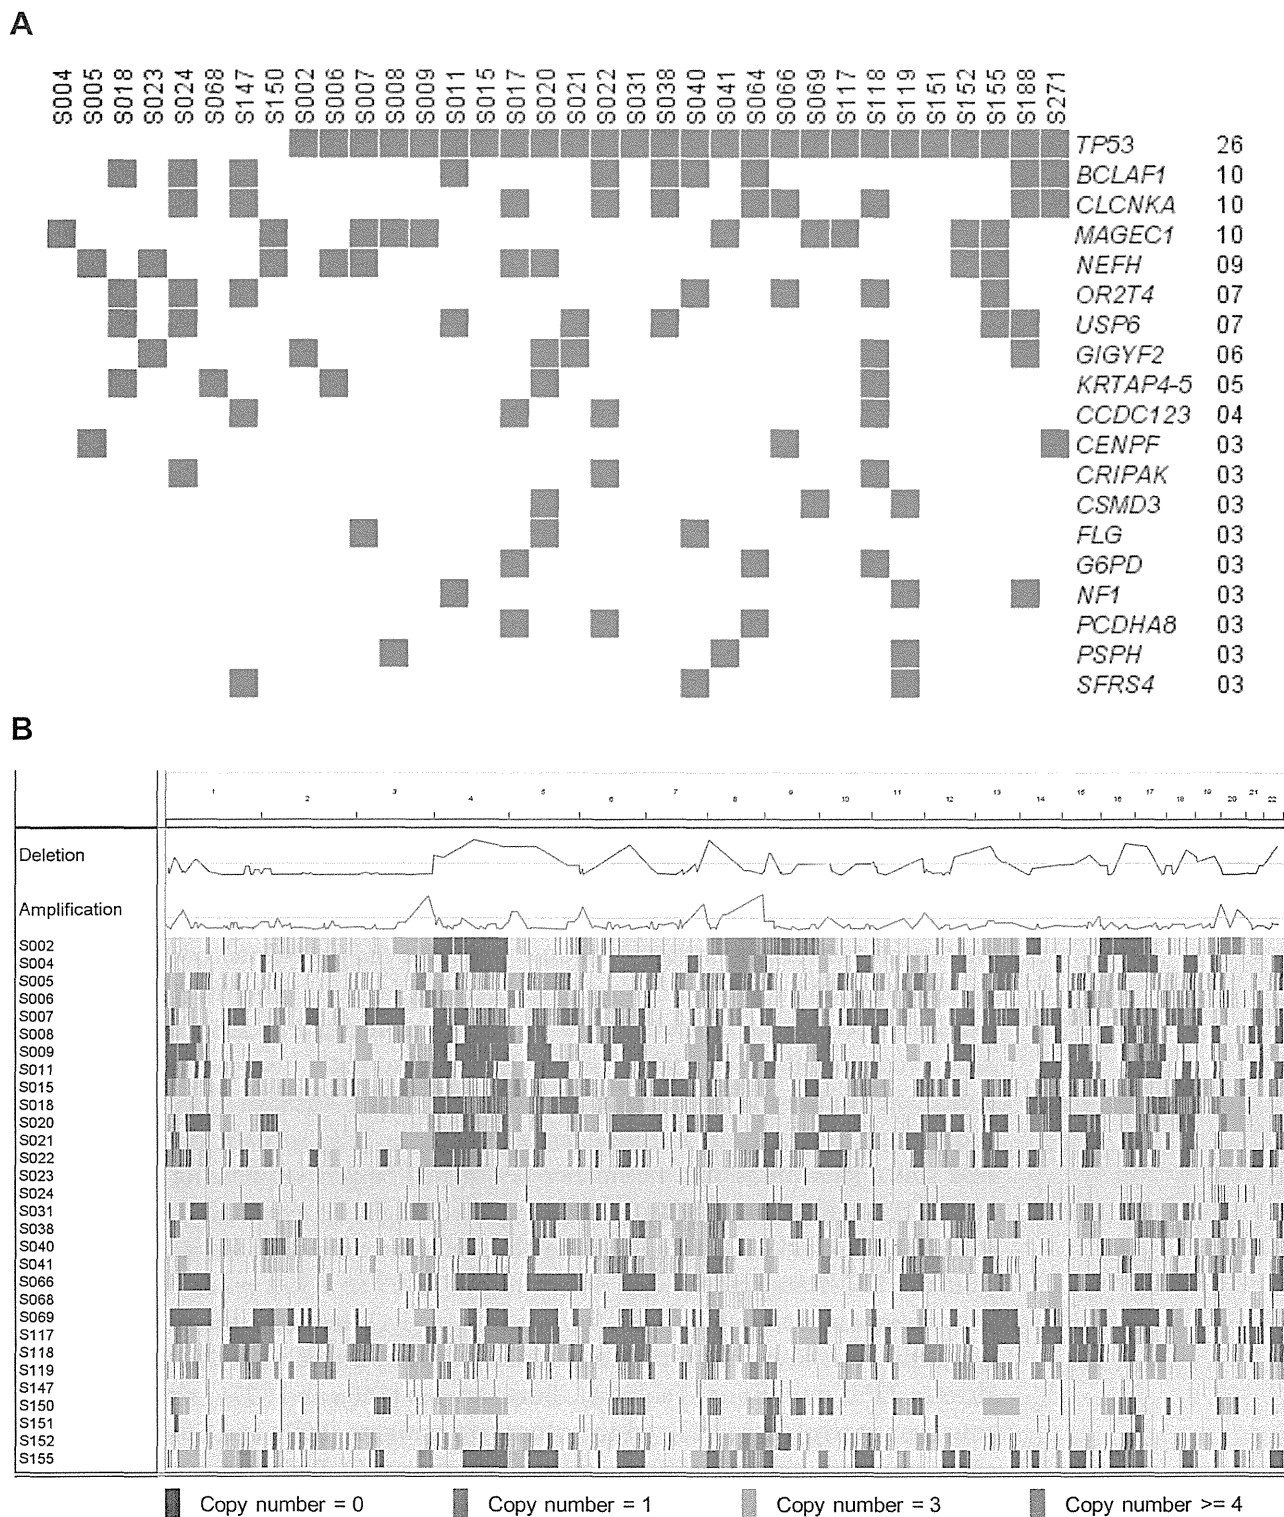 A
S004 S005 S018 S023 S024 S068 S147 S150 S002 S006 S007 S008 S009 S011 S015 S017 S020 S021 S022 S031 S038 S040 S041 S064 S066 S069 S117 S118 S119 S151 S152 S155 S188 S271
TP53 26
BCLAF1 10
CLCNKA 10
MAGEC1 10
NEFH 09
OR2T4 07
USP6 07
GIGYF2 06
KRTAP4-5 05
CCDC123 04
CENPF 03
CRIPAK 03
CSMD3 03
FLG 03
G6PD 03
NF1 03
PCDHA8 03
PSPH 03
SFRS4 03
B
1 2 3 4 5 6 7 8 9 10 11 12 13 14 15 16 17 18 19 20 21 22
Deletion
Amplification
S002
S004
S005
S006
S007
S008
S009
S011
S015
S018
S020
S021
S022
S023
S024
S031
S038
S040
S041
S066
S068
S069
S117
S118
S119
S147
S150
S151
S152
S155
Copy number = 0 Copy number = 1 Copy number = 3 Copy number >= 4